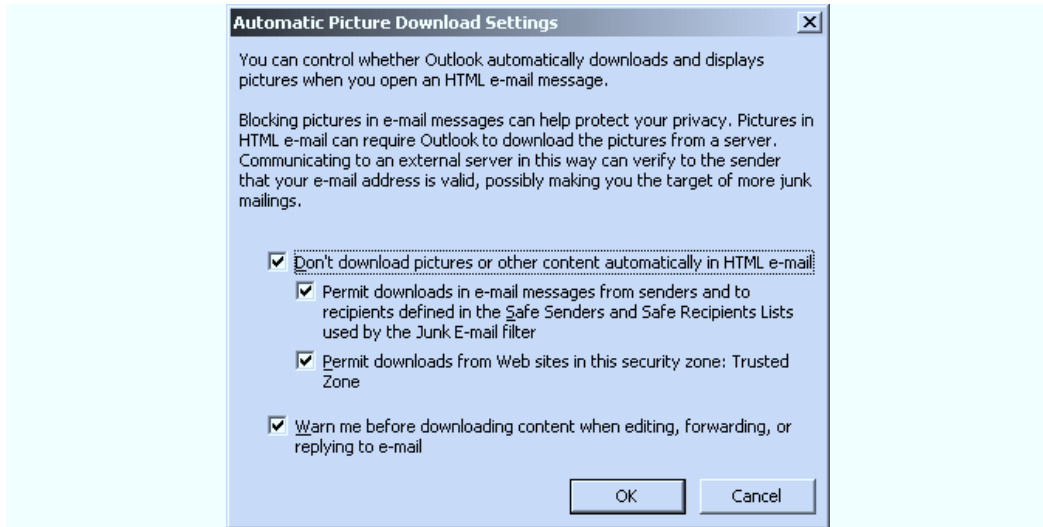 Automatic Picture Download Settings
You can control whether Outlook automatically downloads and displays
pictures when you open an HTML e-mail message.
Blocking pictures in e-mail messages can help protect your privacy. Pictures in
HTML e-mail can require Outlook to download the pictures from a server.
Communicating to an external server in this way can verify to the sender
that your e-mail address is valid, possibly making you the target of more junk
mailings.
Don't download pictures or other content automatically in HTML e-mail
Permit downloads in e-mail messages from senders and to
recipients defined in the Safe Senders and Safe Recipients Lists
used by the Junk E-mail filter
Permit downloads from Web sites in this security zone: Trusted
Zone
Warn me before downloading content when editing, forwarding, or
replying to e-mail
OK Cancel